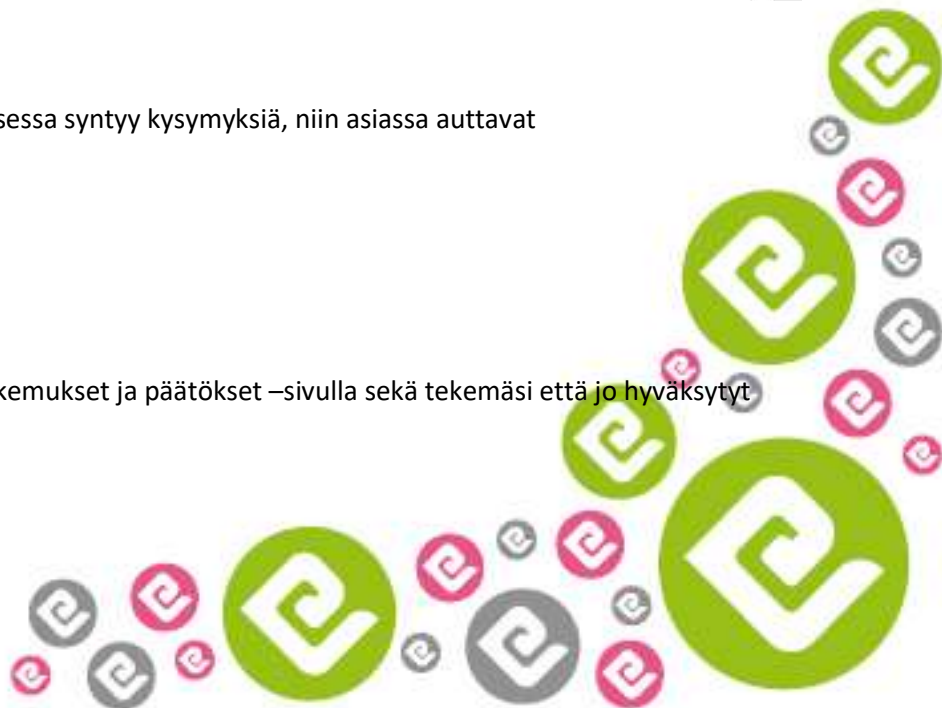 sessa syntyy kysymyksiä, niin asiassa auttavat
kemukset ja päätökset –sivulla sekä tekemäsi että jo hyväksytyt